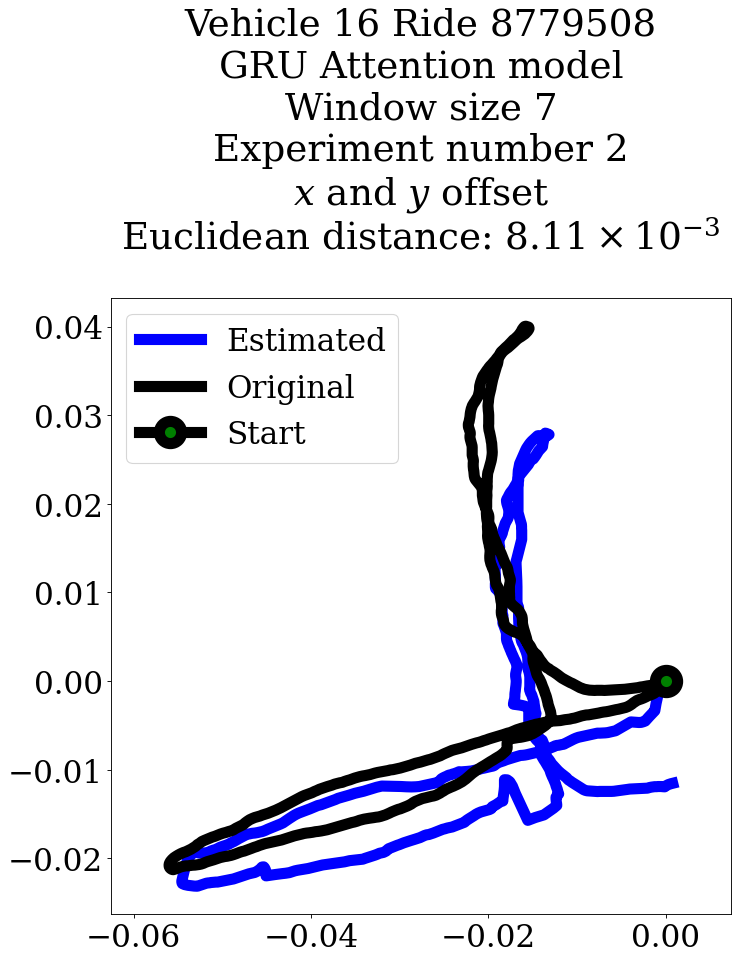 Vehicle 16 Ride 8779508
GRU Attention model
Window size 7
Experiment number 2
x and y offset
Euclidean distance: 8.11 × 10⁻³
Estimated
Original
Start
0.04
0.03
0.02
0.01
0.00
−0.01
−0.02
−0.06
−0.04
−0.02
0.00